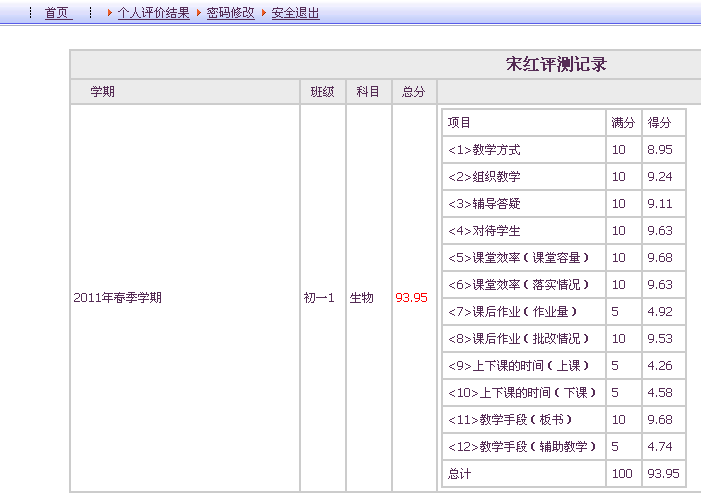 首页 个人评价结果 密码修改 安全退出
宋红评测记录
学期 班级 科目 总分
项目 满分 得分
<1>教学方式 10 8.95
<2>组织教学 10 9.24
<3>辅导答疑 10 9.11
<4>对待学生 10 9.63
<5>课堂效率（课堂容量） 10 9.68
<6>课堂效率（落实情况） 10 9.63
2011年春季学期 初一1 生物 93.95
<7>课后作业（作业量） 5 4.92
<8>课后作业（批改情况） 10 9.53
<9>上下课的时间（上课） 5 4.26
<10>上下课的时间（下课） 5 4.58
<11>教学手段（板书） 10 9.68
<12>教学手段（辅助教学） 5 4.74
总计 100 93.95